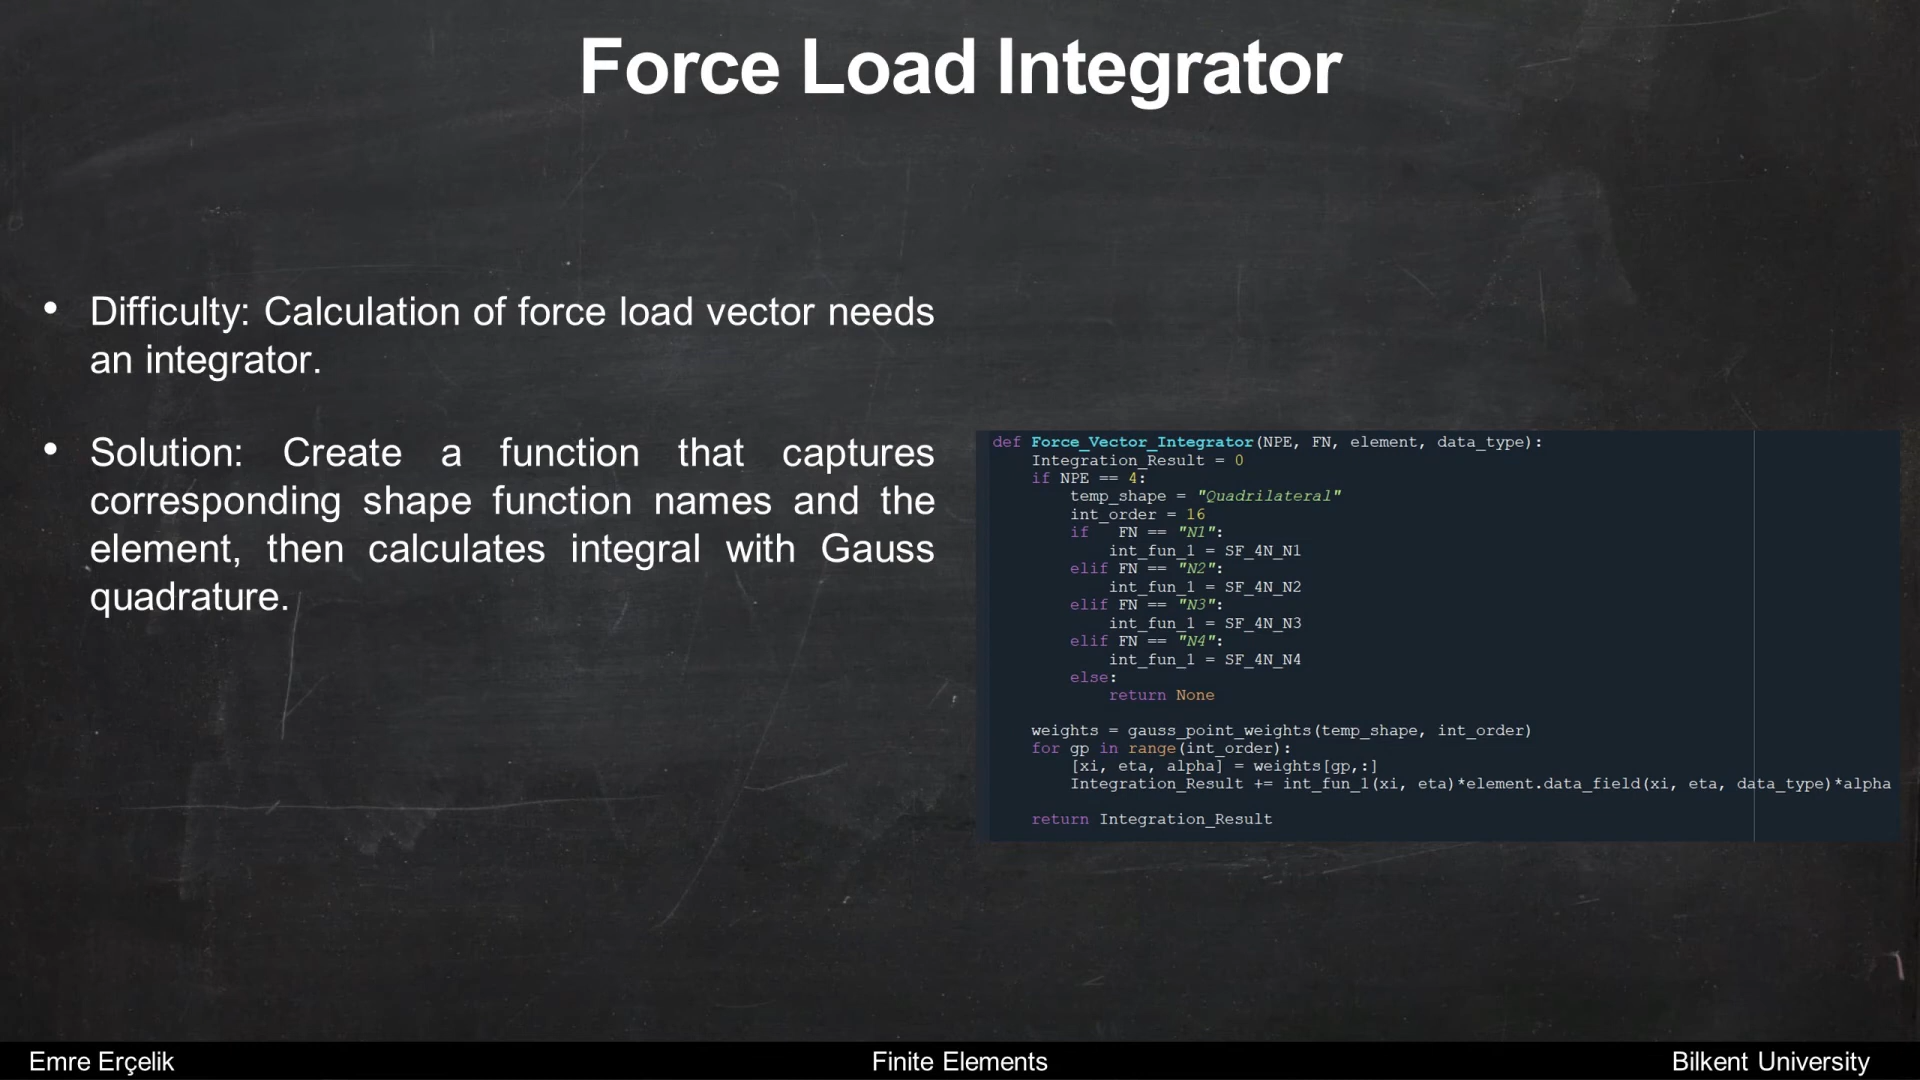 Force Load Integrator
• Difficulty: Calculation of force load vector needs
an integrator.
• Solution: Create a function that captures
corresponding shape function names and the
element, then calculates integral with Gauss
quadrature.
def Force_Vector_Integrator(NPE, FN, element, data_type):
    Integration_Result = 0
    if NPE == 4:
        temp_shape = "Quadrilateral"
        int_order = 16
        if   FN == "N1":
            int_fun_1 = SF_4N_N1
        elif FN == "N2":
            int_fun_1 = SF_4N_N2
        elif FN == "N3":
            int_fun_1 = SF_4N_N3
        elif FN == "N4":
            int_fun_1 = SF_4N_N4
        else:
            return None
    weights = gauss_point_weights(temp_shape, int_order)
    for gp in range(int_order):
        [xi, eta, alpha] = weights[gp,:]
        Integration_Result += int_fun_1(xi, eta)*element.data_field(xi, eta, data_type)*alpha
    return Integration_Result
Emre Erçelik
Finite Elements
Bilkent University